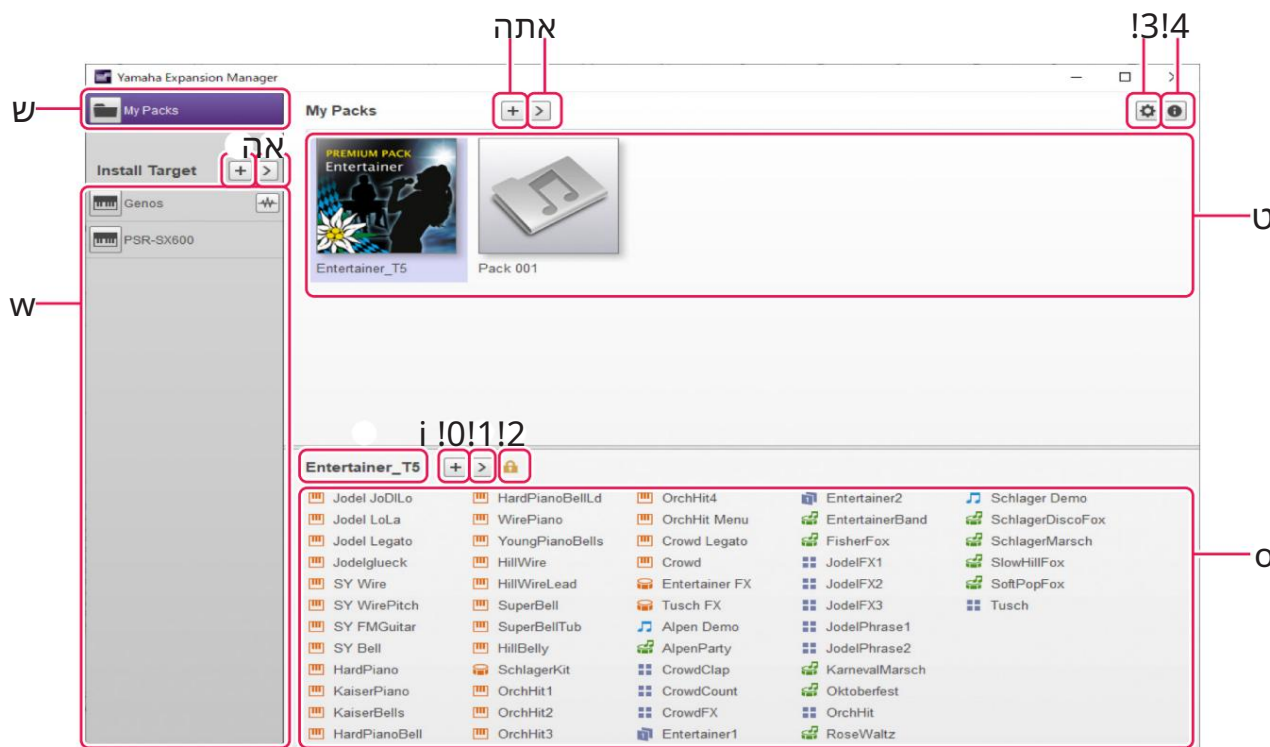 אתה !3!4
Yamaha Expansion Manager
ש
My Packs
My Packs
אה
Install Target
Genos
PSR-SX600
PREMIUM PACK
Entertainer
Entertainer_T5
Pack 001
ט
w
i !0!1!2
Entertainer_T5
Jodel JoDlLo HardPianoBellLd OrchHit4 Entertainer2 Schlager Demo
Jodel LoLa WirePiano OrchHit Menu EntertainerBand SchlagerDiscoFox
Jodel Legato YoungPianoBells Crowd Legato FisherFox SchlagerMarsch
Jodelglueck HillWire Crowd JodelFX1 SlowHillFox
SY Wire HillWireLead Entertainer FX JodelFX2 SoftPopFox
SY WirePitch SuperBell Tusch FX JodelFX3 Tusch
SY FMGuitar SuperBellTub Alpen Demo JodelPhrase1
SY Bell HillBelly AlpenParty JodelPhrase2
HardPiano SchlagerKit CrowdClap KarnevalMarsch
KaiserPiano OrchHit1 CrowdCount Oktoberfest
KaiserBells OrchHit2 CrowdFX OrchHit
HardPianoBell OrchHit3 Entertainer1 RoseWaltz
o